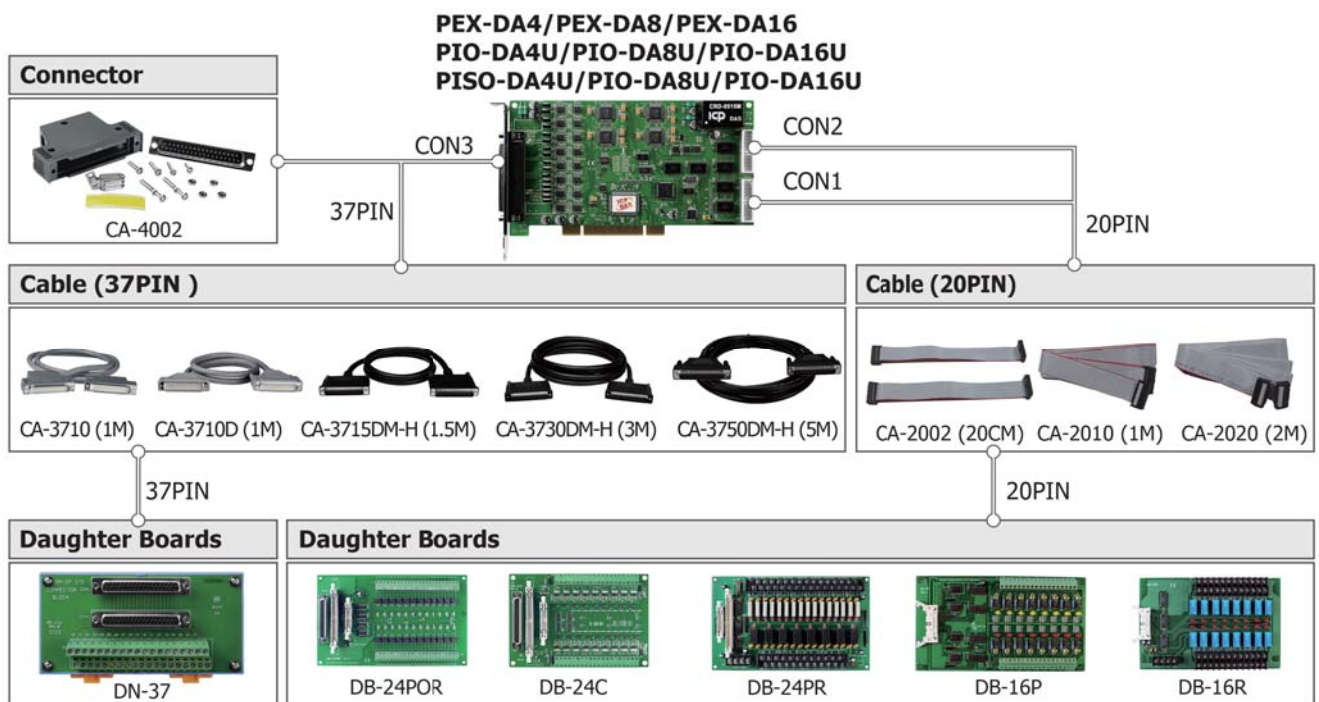 PEX-DA4/PEX-DA8/PEX-DA16
PIO-DA4U/PIO-DA8U/PIO-DA16U
PISO-DA4U/PIO-DA8U/PIO-DA16U
Connector
CA-4002
CON3
37PIN
CON2
CON1
20PIN
Cable (37PIN )
CA-3710 (1M) CA-3710D (1M) CA-3715DM-H (1.5M) CA-3730DM-H (3M) CA-3750DM-H (5M)
Cable (20PIN)
CA-2002 (20CM) CA-2010 (1M) CA-2020 (2M)
37PIN
20PIN
Daughter Boards
DN-37
Daughter Boards
DB-24POR DB-24C DB-24PR DB-16P DB-16R